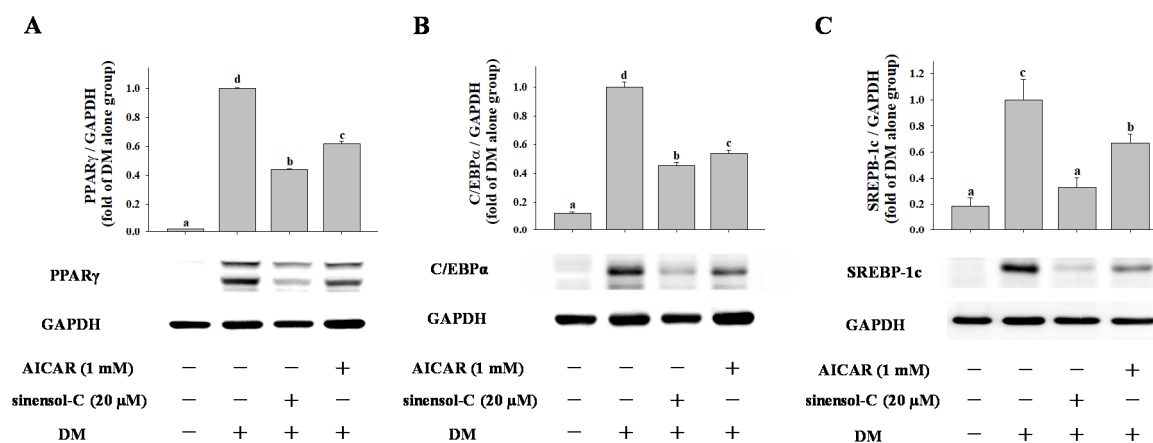 A
PPARγ / GAPDH
(fold of DM alone group)
1.0
0.8
0.6
0.4
0.2
0.0
a
d
b
c
PPARγ
GAPDH
AICAR (1 mM) − − − +
sinensol-C (20 μM) − − + −
DM − + + +
B
C/EBPα / GAPDH
(fold of DM alone group)
1.0
0.8
0.6
0.4
0.2
0.0
a
d
b
c
C/EBPα
GAPDH
AICAR (1 mM) − − − +
sinensol-C (20 μM) − − + −
DM − + + +
C
SREPB-1c / GAPDH
(fold of DM alone group)
1.2
1.0
0.8
0.6
0.4
0.2
0.0
a
c
a
b
SREBP-1c
GAPDH
AICAR (1 mM) − − − +
sinensol-C (20 μM) − − + −
DM − + + +